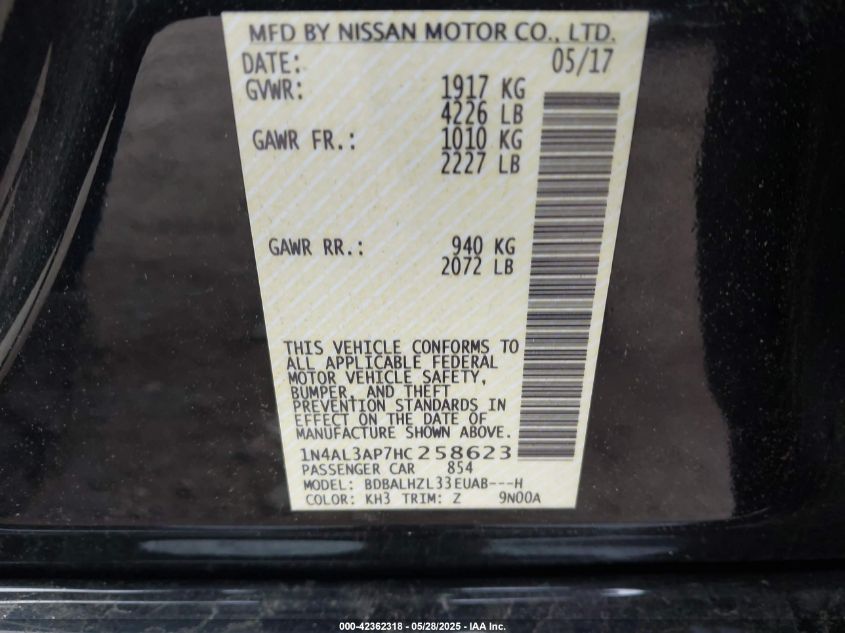 MFD BY NISSAN MOTOR CO., LTD.
DATE: 05/17
GVWR: 1917 KG
4226 LB
GAWR FR.: 1010 KG
2227 LB
GAWR RR.: 940 KG
2072 LB
THIS VEHICLE CONFORMS TO
ALL APPLICABLE FEDERAL
MOTOR VEHICLE SAFETY,
BUMPER, AND THEFT
PREVENTION STANDARDS IN
EFFECT ON THE DATE OF
MANUFACTURE SHOWN ABOVE.
1N4AL3AP7HC258623
PASSENGER CAR 854
MODEL: BDBALHZL33EUAB---H
COLOR: KH3 TRIM: Z 9N00A
000-42362318 - 05/28/2025 - IAA Inc.